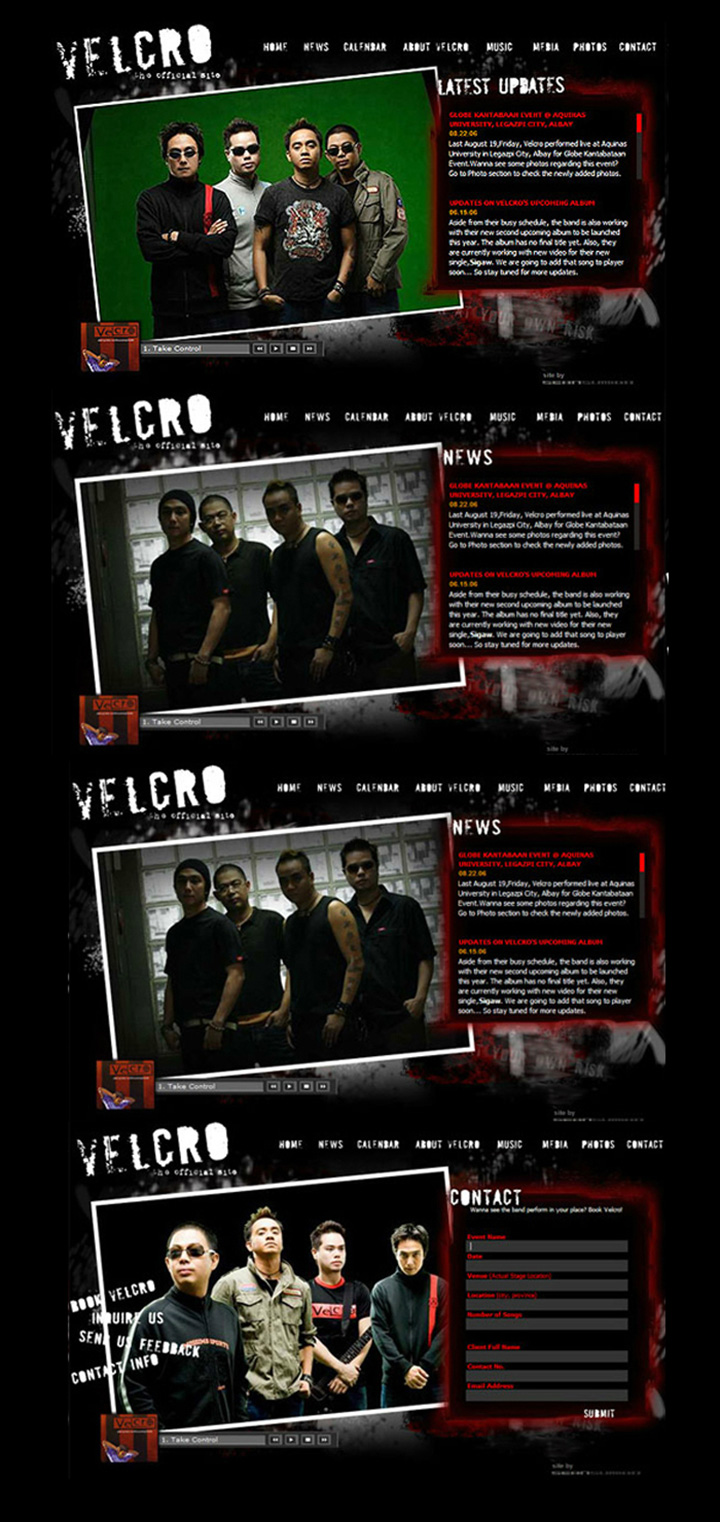 VELCRO
the official site
HOME NEWS CALENDAR ABOUT VELCRO MUSIC MEDIA PHOTOS CONTACT
LATEST UPDATES
GLOBE KANTABAAN EVENT @ AQUINAS
UNIVERSITY, LEGAZPI CITY, ALBAY
08.22.06
Last August 19,Friday, Velcro performed live at Aquinas
University in Legazpi City, Albay for Globe Kantabataan
Event.Wanna see some photos regarding this event?
Go to Photo section to check the newly added photos.
UPDATES ON VELCRO'S UPCOMING ALBUM
06.15.06
Aside from their busy schedule, the band is also working
with their new second upcoming album to be launched
this year. The album has no final title yet. Also, they
are currently working with new video for their new
single,Sigaw. We are going to add that song to player
soon... So stay tuned for more updates.
AT YOUR OWN RISK
Velcro
1. Take Control
site by
VELCRO
the official site
HOME NEWS CALENDAR ABOUT VELCRO MUSIC MEDIA PHOTOS CONTACT
NEWS
GLOBE KANTABAAN EVENT @ AQUINAS
UNIVERSITY, LEGAZPI CITY, ALBAY
08.22.06
Last August 19,Friday, Velcro performed live at Aquinas
University in Legazpi City, Albay for Globe Kantabataan
Event.Wanna see some photos regarding this event?
Go to Photo section to check the newly added photos.
UPDATES ON VELCRO'S UPCOMING ALBUM
06.15.06
Aside from their busy schedule, the band is also working
with their new second upcoming album to be launched
this year. The album has no final title yet. Also, they
are currently working with new video for their new
single,Sigaw. We are going to add that song to player
soon... So stay tuned for more updates.
AT YOUR OWN RISK
Velcro
1. Take Control
site by
VELCRO
the official site
HOME NEWS CALENDAR ABOUT VELCRO MUSIC MEDIA PHOTOS CONTACT
NEWS
GLOBE KANTABAAN EVENT @ AQUINAS
UNIVERSITY, LEGAZPI CITY, ALBAY
08.22.06
Last August 19,Friday, Velcro performed live at Aquinas
University in Legazpi City, Albay for Globe Kantabataan
Event.Wanna see some photos regarding this event?
Go to Photo section to check the newly added photos.
UPDATES ON VELCRO'S UPCOMING ALBUM
06.15.06
Aside from their busy schedule, the band is also working
with their new second upcoming album to be launched
this year. The album has no final title yet. Also, they
are currently working with new video for their new
single,Sigaw. We are going to add that song to player
soon... So stay tuned for more updates.
AT YOUR OWN RISK
Velcro
1. Take Control
site by
VELCRO
the official site
HOME NEWS CALENDAR ABOUT VELCRO MUSIC MEDIA PHOTOS CONTACT
CONTACT
Wanna see the band perform in your place? Book Velcro!
Event Name
Date
Venue (Actual Stage Location)
Location (city, province)
Number of Songs
Client Full Name
Contact No.
Email Address
SUBMIT
BOOK VELCRO
INQUIRE US
SEND US FEEDBACK
CONTACT INFO
Velcro
Velcro
1. Take Control
site by